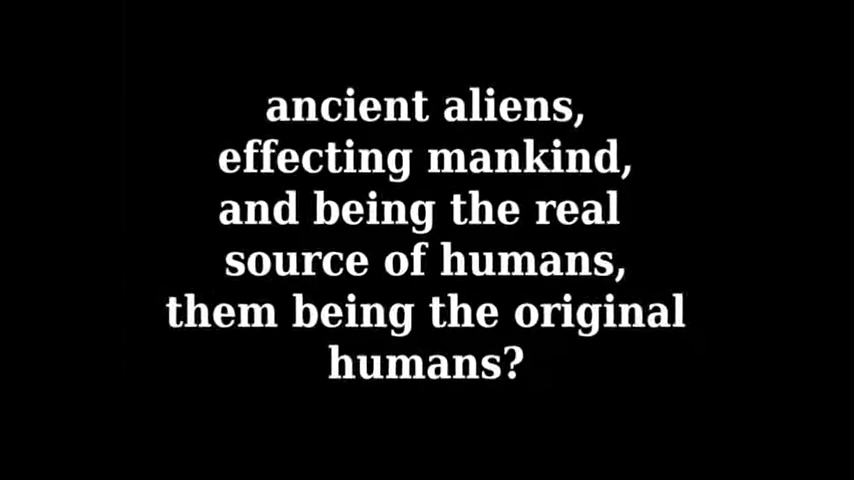 ancient aliens,
effecting mankind,
and being the real
source of humans,
them being the original
humans?